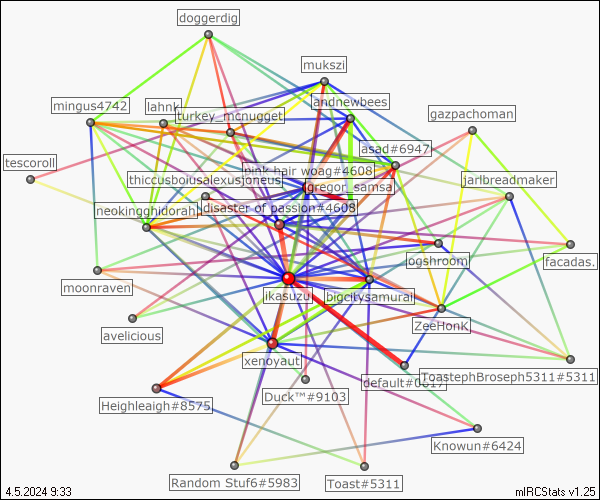 doggerdig
mukszi
andnewbees
mingus4742
lahnk
turkey_mcnugget
gazpachoman
asad#6947
tescoroll
pink hair woag#4608
thiccusbousalexusjoneus
gregor_samsa
jarlbreadmaker
neokingghidorah
disaster of passion#4608
ogshroon
facadas.
moonraven
ikasuzu
bigcitysamurai
avelicious
ZeeHonK
xenoyaut
default#0017
ToastephBroseph5311#5311
Heighleaigh#8575
Duck™#9103
Knowun#6424
Random Stuf6#5983
Toast#5311
4.5.2024 9:33
mIRCStats v1.25